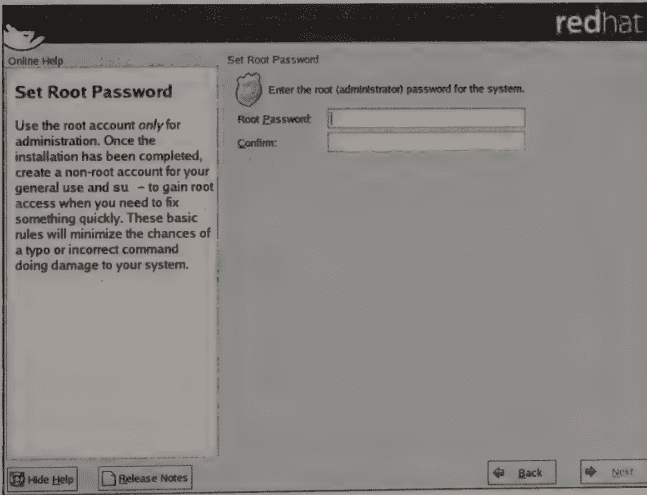 redhat
Online Help
Set Root Password
Use the root account only for
administration. Once the
installation has been completed,
create a non-root account for your
general use and su - to gain root
access when you need to fix
something quickly. These basic
rules will minimize the chances of
a typo or incorrect command
doing damage to your system.
Set Root Password
Enter the root (administrator) password for the system.
Root Password:
Confirm:
Hide Help
Release Notes
Back
Next